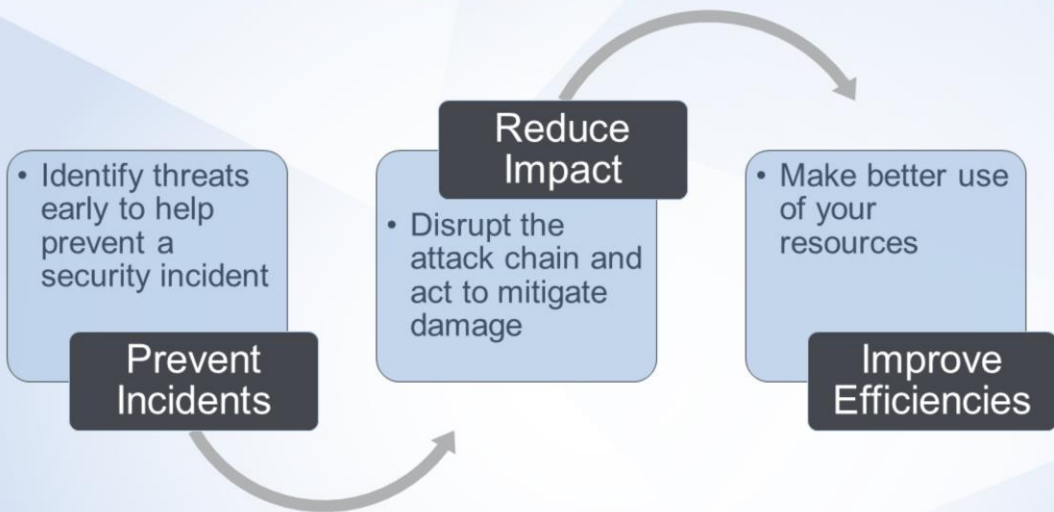 • Identify threats
early to help
prevent a
security incident
Prevent
Incidents
Reduce
Impact
• Disrupt the
attack chain and
act to mitigate
damage
• Make better use
of your
resources
Improve
Efficiencies